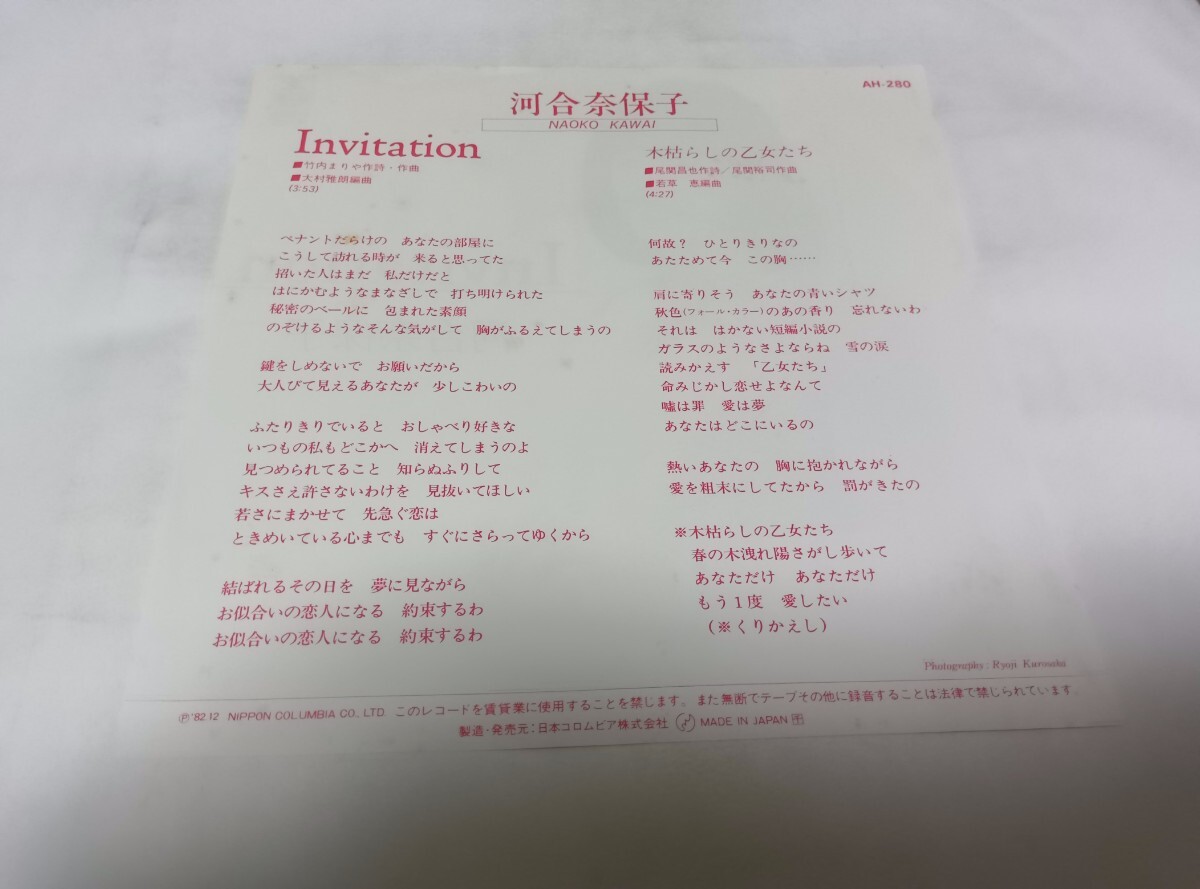 AH-280
河合奈保子
NAOKO KAWAI
Invitation
■竹内まりや作詩・作曲
■大村雅朗編曲
(3:53)
ペナントだらけの　あなたの部屋に
こうして訪れる時が　来ると思ってた
招いた人はまだ　私だけだと
はにかむようなまなざしで　打ち明けられた
秘密のベールに　包まれた素顔
のぞけるようなそんな気がして　胸がふるえてしまうの
鍵をしめないで　お願いだから
大人びて見えるあなたが　少しこわいの
ふたりきりでいると　おしゃべり好きな
いつもの私もどこかへ　消えてしまうのよ
見つめられてること　知らぬふりして
キスさえ許さないわけを　見抜いてほしい
若さにまかせて　先急ぐ恋は
ときめいている心までも　すぐにさらってゆくから
結ばれるその日を　夢に見ながら
お似合いの恋人になる　約束するわ
お似合いの恋人になる　約束するわ
木枯らしの乙女たち
■尾関昌也作詩／尾関裕司作曲
■若草　恵編曲
(4:27)
何故？　ひとりきりなの
あたためて今　この胸……
肩に寄りそう　あなたの青いシャツ
秋色(フォール・カラー)のあの香り　忘れないわ
それは　はかない短編小説の
ガラスのようなさよならね　雪の涙
読みかえす　「乙女たち」
命みじかし恋せよなんて
嘘は罪　愛は夢
あなたはどこにいるの
熱いあなたの　胸に抱かれながら
愛を粗末にしてたから　罰がきたの
※木枯らしの乙女たち
春の木洩れ陽さがし歩いて
あなただけ　あなただけ
もう1度　愛したい
（※くりかえし）
Photography: Ryoji Kurosaki
Ⓟ'82.12 NIPPON COLUMBIA CO., LTD. このレコードを賃貸業に使用することを禁じます。また無断でテープその他に録音することは法律で禁じられています。
製造・発売元：日本コロムビア株式会社 MADE IN JAPAN